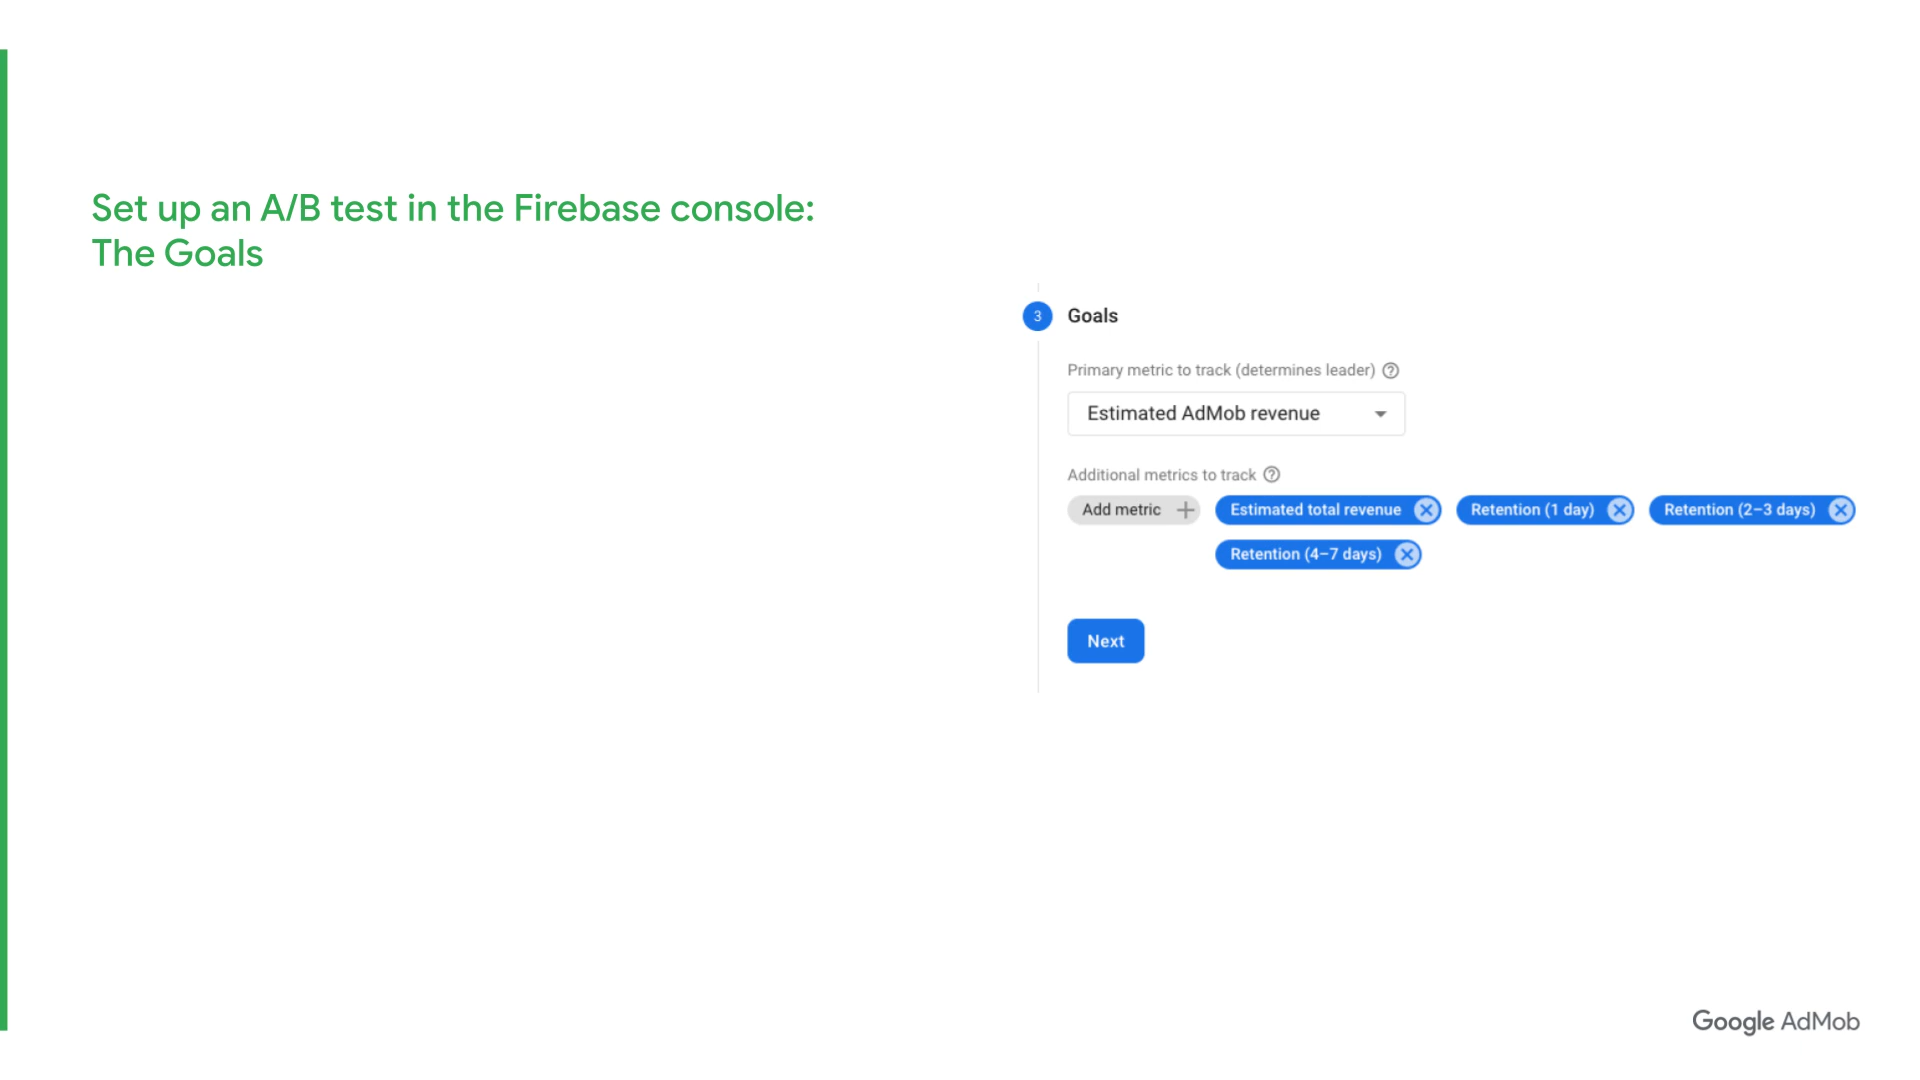 Set up an A/B test in the Firebase console:
The Goals
3 Goals
Primary metric to track (determines leader) ?
Estimated AdMob revenue
Additional metrics to track ?
Add metric + Estimated total revenue Retention (1 day) Retention (2–3 days)
Retention (4–7 days)
Next
Google AdMob